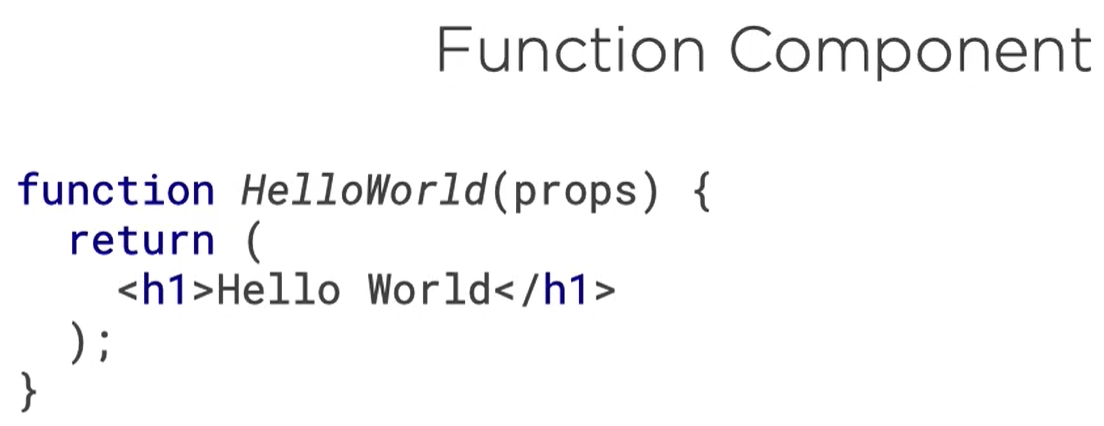 Function Component
function HelloWorld(props) {
  return (
    <h1>Hello World</h1>
  );
}